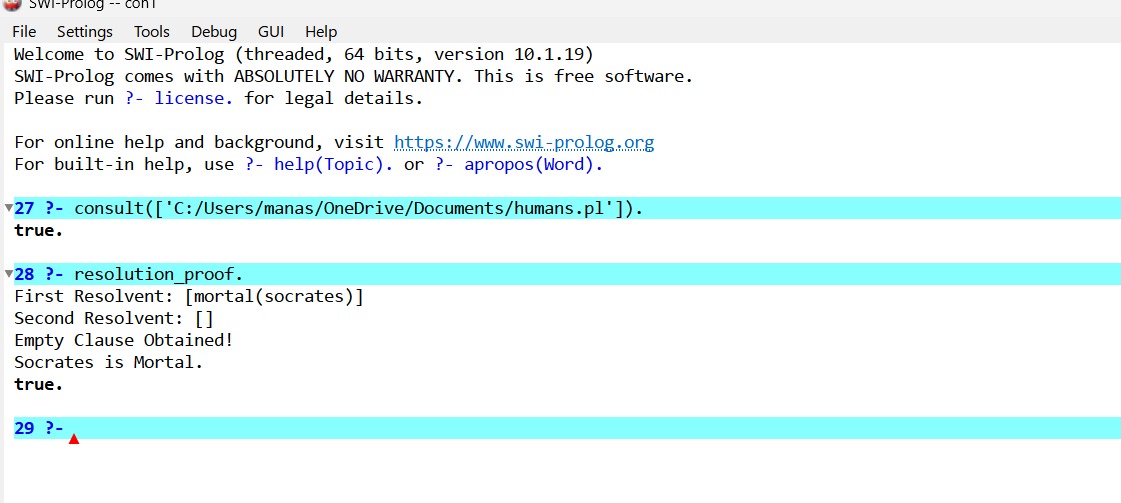 SWI-Prolog -- con1
File Settings Tools Debug GUI Help
Welcome to SWI-Prolog (threaded, 64 bits, version 10.1.19)
SWI-Prolog comes with ABSOLUTELY NO WARRANTY. This is free software.
Please run ?- license. for legal details.
For online help and background, visit https://www.swi-prolog.org
For built-in help, use ?- help(Topic). or ?- apropos(Word).
27 ?- consult(['C:/Users/manas/OneDrive/Documents/humans.pl']).
true.
28 ?- resolution_proof.
First Resolvent: [mortal(socrates)]
Second Resolvent: []
Empty Clause Obtained!
Socrates is Mortal.
true.
29 ?-